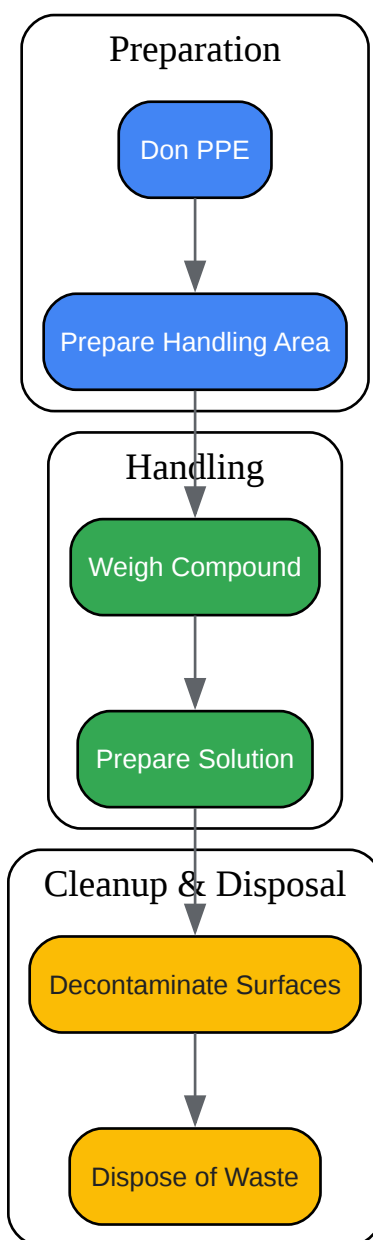 Preparation
Don PPE
Prepare Handling Area
Handling
Weigh Compound
Prepare Solution
Cleanup & Disposal
Decontaminate Surfaces
Dispose of Waste